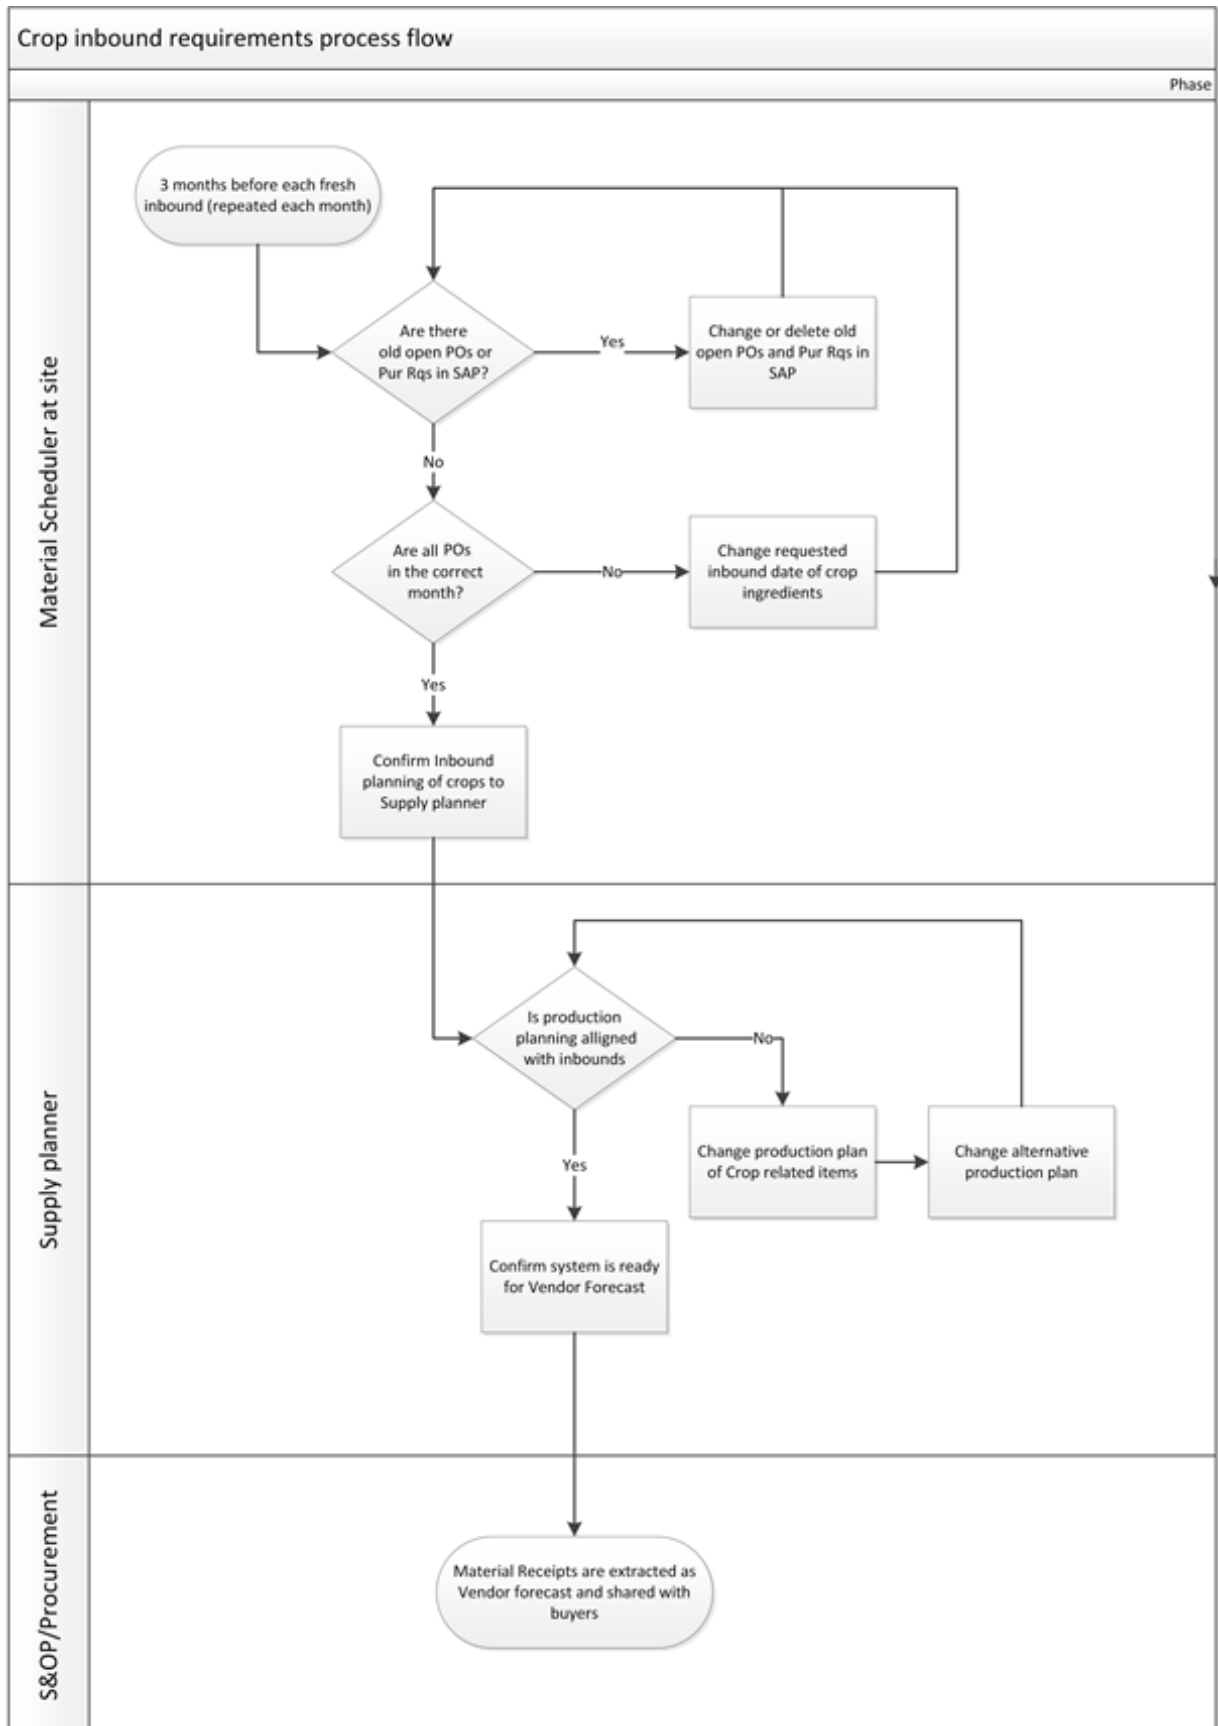 Crop inbound requirements process flow
Phase
Material Scheduler at site
3 months before each fresh
inbound (repeated each month)
Are there
old open POs or
Pur Rqs in SAP?
Yes
Change or delete old
open POs and Pur Rqs in
SAP
No
Are all POs
in the correct
month?
No
Change requested
inbound date of crop
ingredients
Yes
Confirm Inbound
planning of crops to
Supply planner
Supply planner
Is production
planning alligned
with inbounds
No
Change production plan
of Crop related items
Change alternative
production plan
Yes
Confirm system is ready
for Vendor Forecast
S&OP/Procurement
Material Receipts are extracted as
Vendor forecast and shared with
buyers